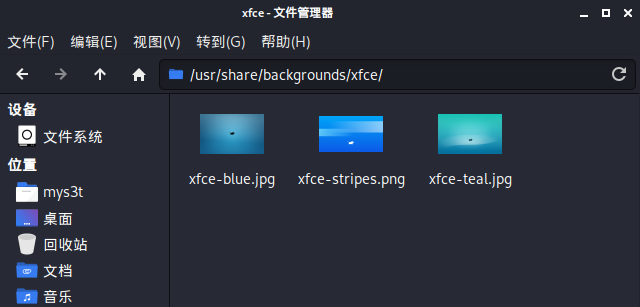 xfce - 文件管理器
文件(F) 编辑(E) 视图(V) 转到(G) 帮助(H)
/usr/share/backgrounds/xfce/
设备
文件系统
位置
mys3t
桌面
回收站
文档
音乐
xfce-blue.jpg xfce-stripes.png xfce-teal.jpg